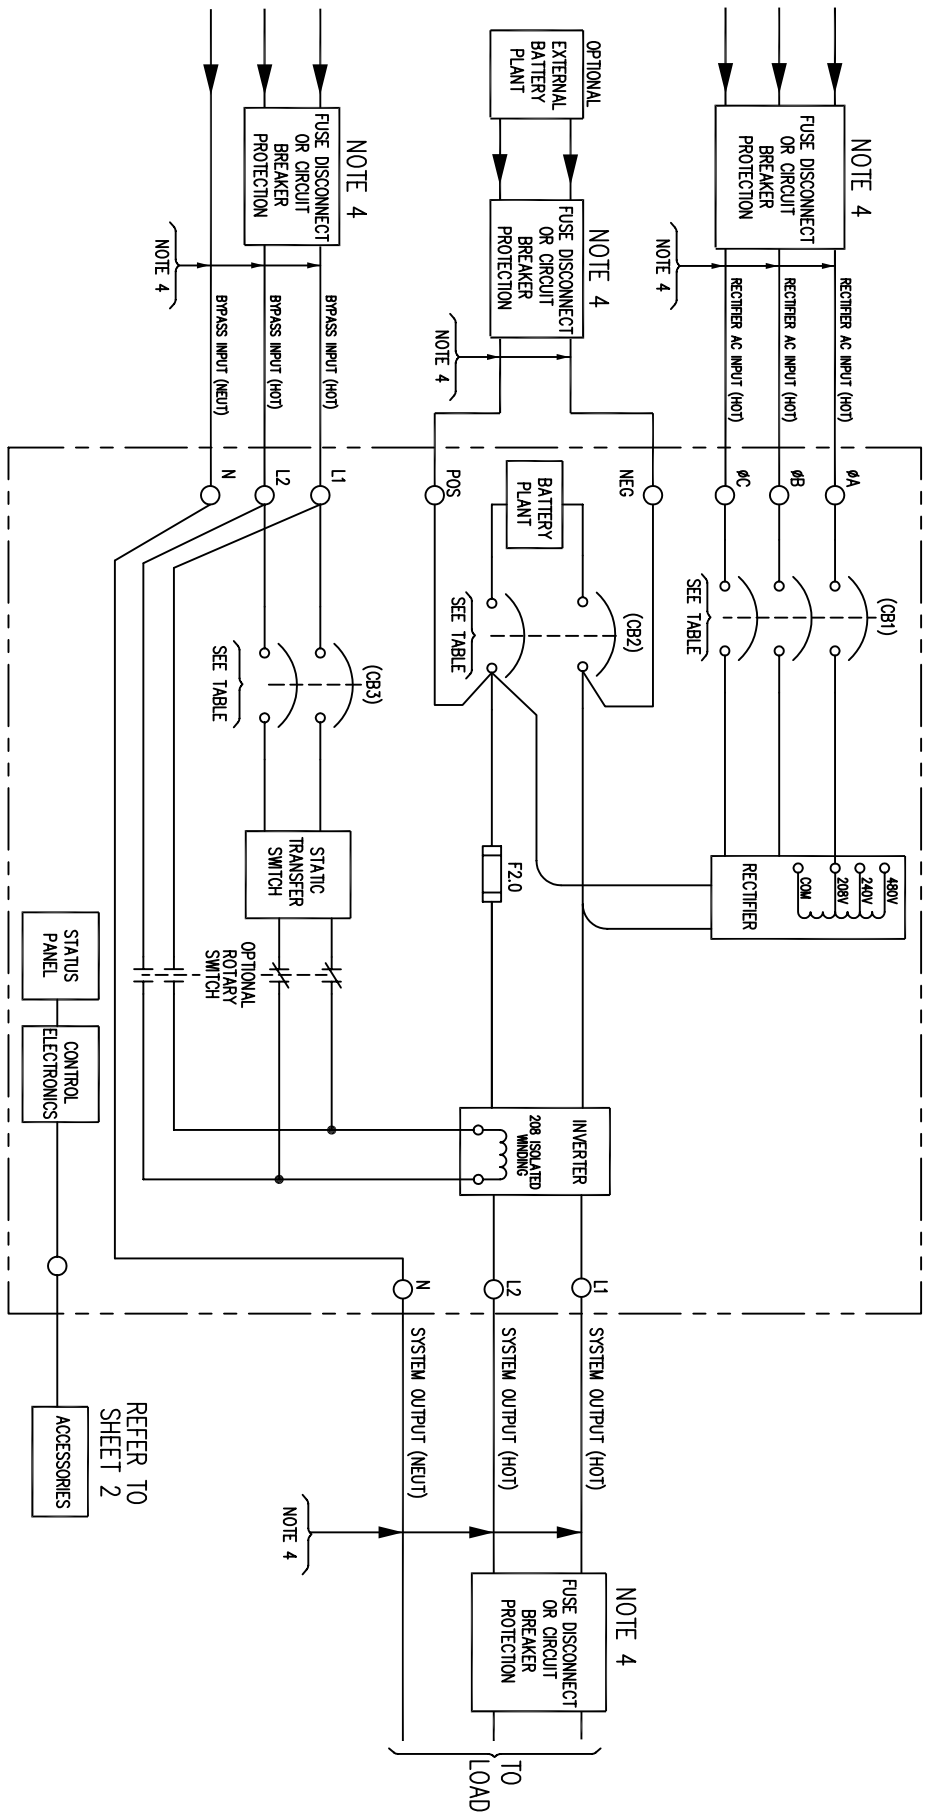 NOTE 4
FUSE DISCONNECT
OR CIRCUIT
BREAKER
PROTECTION
NOTE 4
RECTIFIER AC INPUT (HOT)
RECTIFIER AC INPUT (HOT)
RECTIFIER AC INPUT (HOT)
ØA
ØB
ØC
(CB1)
SEE TABLE
480V
240V
208V
COM
RECTIFIER
OPTIONAL
EXTERNAL
BATTERY
PLANT
NOTE 4
FUSE DISCONNECT
OR CIRCUIT
BREAKER
PROTECTION
NOTE 4
NEG
POS
BATTERY
PLANT
(CB2)
SEE TABLE
F2.0
INVERTER
208 ISOLATED
WINDING
L1
L2
N
SYSTEM OUTPUT (HOT)
SYSTEM OUTPUT (HOT)
SYSTEM OUTPUT (NEUT)
NOTE 4
NOTE 4
FUSE DISCONNECT
OR CIRCUIT
BREAKER
PROTECTION
TO
LOAD
NOTE 4
FUSE DISCONNECT
OR CIRCUIT
BREAKER
PROTECTION
NOTE 4
BYPASS INPUT (HOT)
BYPASS INPUT (HOT)
BYPASS INPUT (NEUT)
L1
L2
N
(CB3)
SEE TABLE
STATIC
TRANSFER
SWITCH
OPTIONAL
ROTARY
SWITCH
STATUS
PANEL
CONTROL
ELECTRONICS
REFER TO
SHEET 2
ACCESSORIES